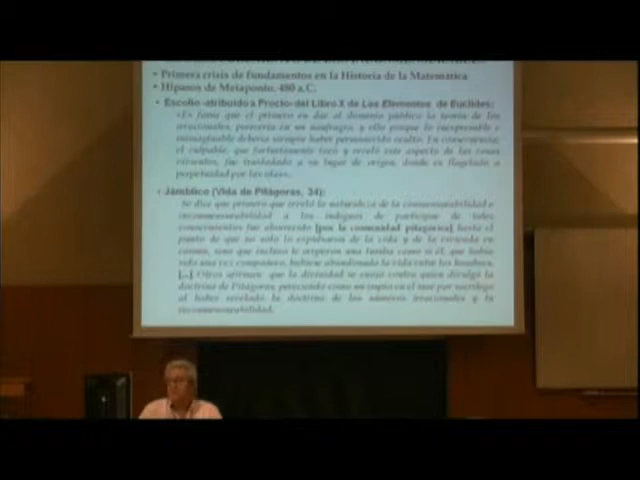 • Primera crisis de fundamentos en la Historia de la Matemática
• Hipasos de Metaponto. 480 a.C.
• Escolio -atribuido a Proclo- del Libro X de Los Elementos de Euclides:
«Es fama que el primero en dar al dominio público la teoría de los
irracionales, perecería en un naufragio, y ello porque lo inexpresable e
inimaginable debería siempre haber permanecido oculto. En consecuencia,
el culpable, que fortuitamente tocó y reveló este aspecto de las cosas
vivientes, fue trasladado a su lugar de origen, donde es flagelado a
perpetuidad por las olas».
• Jámblico (Vida de Pitágoras, 34):
Se dice que el primero que reveló la naturaleza de la conmensurabilidad e
inconmensurabilidad a los indignos de participar de tales
conocimientos fue aborrecido [por la comunidad pitagórica] hasta el
punto de que no sólo lo expulsaron de la vida y de la vivienda en
común, sino que incluso le erigieron una tumba como si él, que había
sido una vez compañero, hubiese abandonado la vida entre los hombres.
[...] Otros afirman que la divinidad se enojó contra quien divulgó la
doctrina de Pitágoras, pereciendo como un impío en el mar por sacrilegio
al haber revelado la doctrina de los números irracionales y la
inconmensurabilidad.